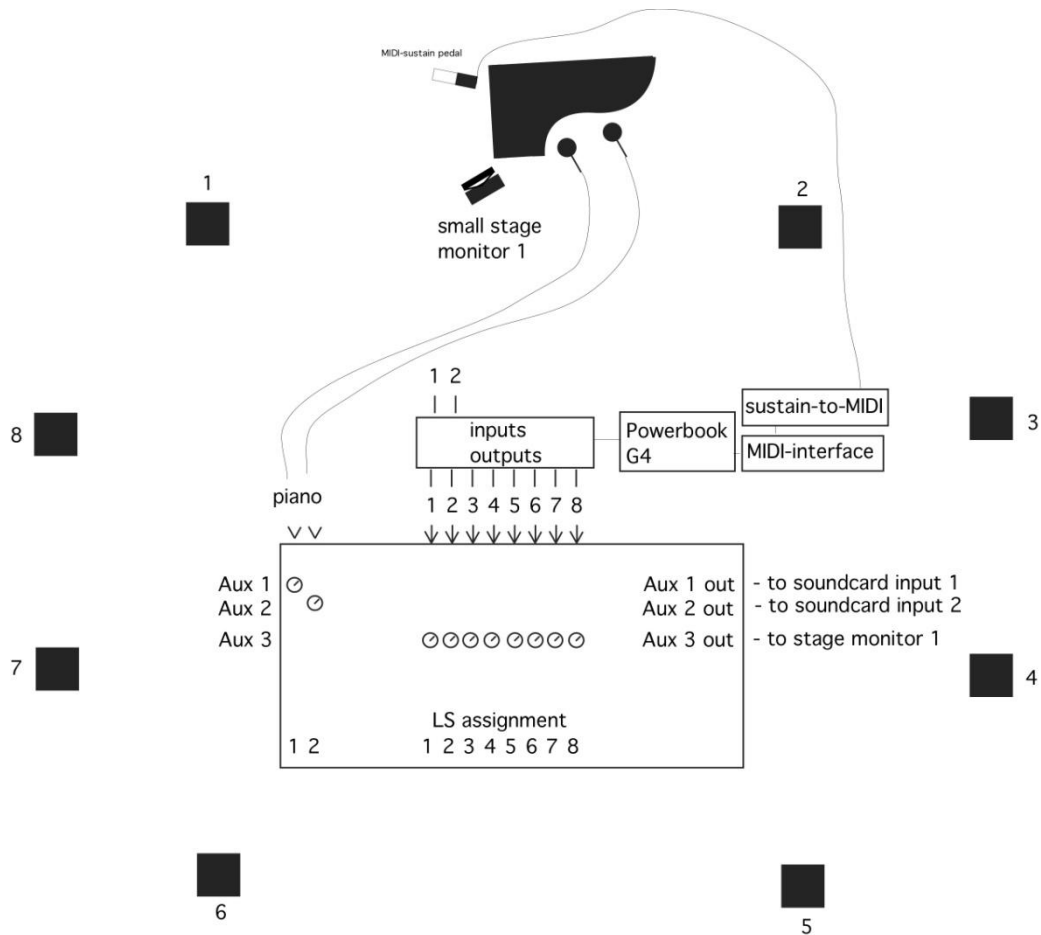 MIDI-sustain pedal
1
2
small stage
monitor 1
1 2
sustain-to-MIDI
8
inputs
outputs
Powerbook
G4
MIDI-interface
3
piano
1 2 3 4 5 6 7 8
Aux 1
Aux 1 out - to soundcard input 1
Aux 2
Aux 2 out - to soundcard input 2
Aux 3
Aux 3 out - to stage monitor 1
7
4
LS assignment
1 2
1 2 3 4 5 6 7 8
6
5